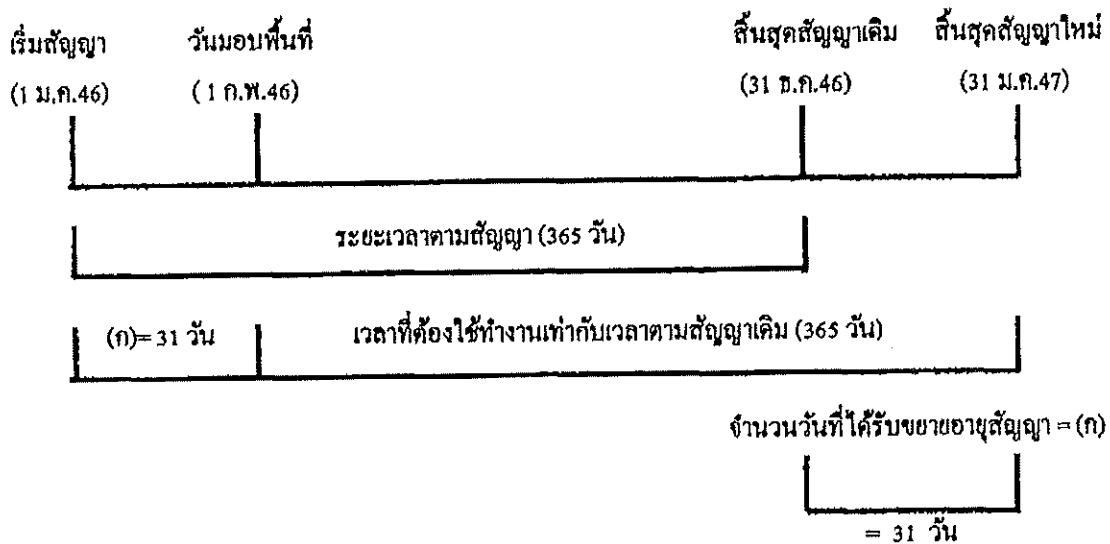 เริ่มสัญญา วันมอบพื้นที่ สิ้นสุดสัญญาเดิม สิ้นสุดสัญญาใหม่
(1 ม.ค.46) (1 ก.พ.46) (31 ธ.ค.46) (31 ม.ค.47)
ระยะเวลาตามสัญญา (365 วัน)
(ก)= 31 วัน เวลาที่ต้องใช้ทำงานเท่ากับเวลาตามสัญญาเดิม (365 วัน)
จำนวนวันที่ได้รับขยายอายุสัญญา = (ก)
= 31 วัน